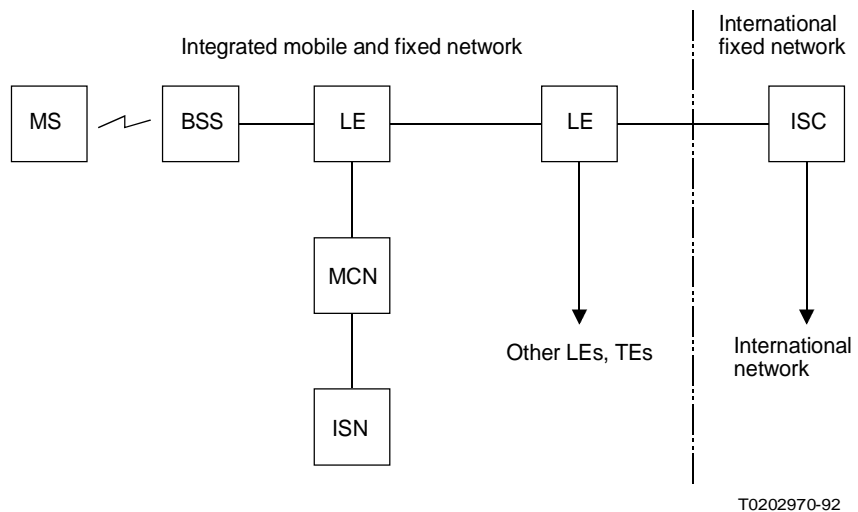 Integrated mobile and fixed network
International
fixed network
MS
BSS
LE
LE
ISC
MCN
ISN
Other LEs, TEs
International
network
T0202970-92